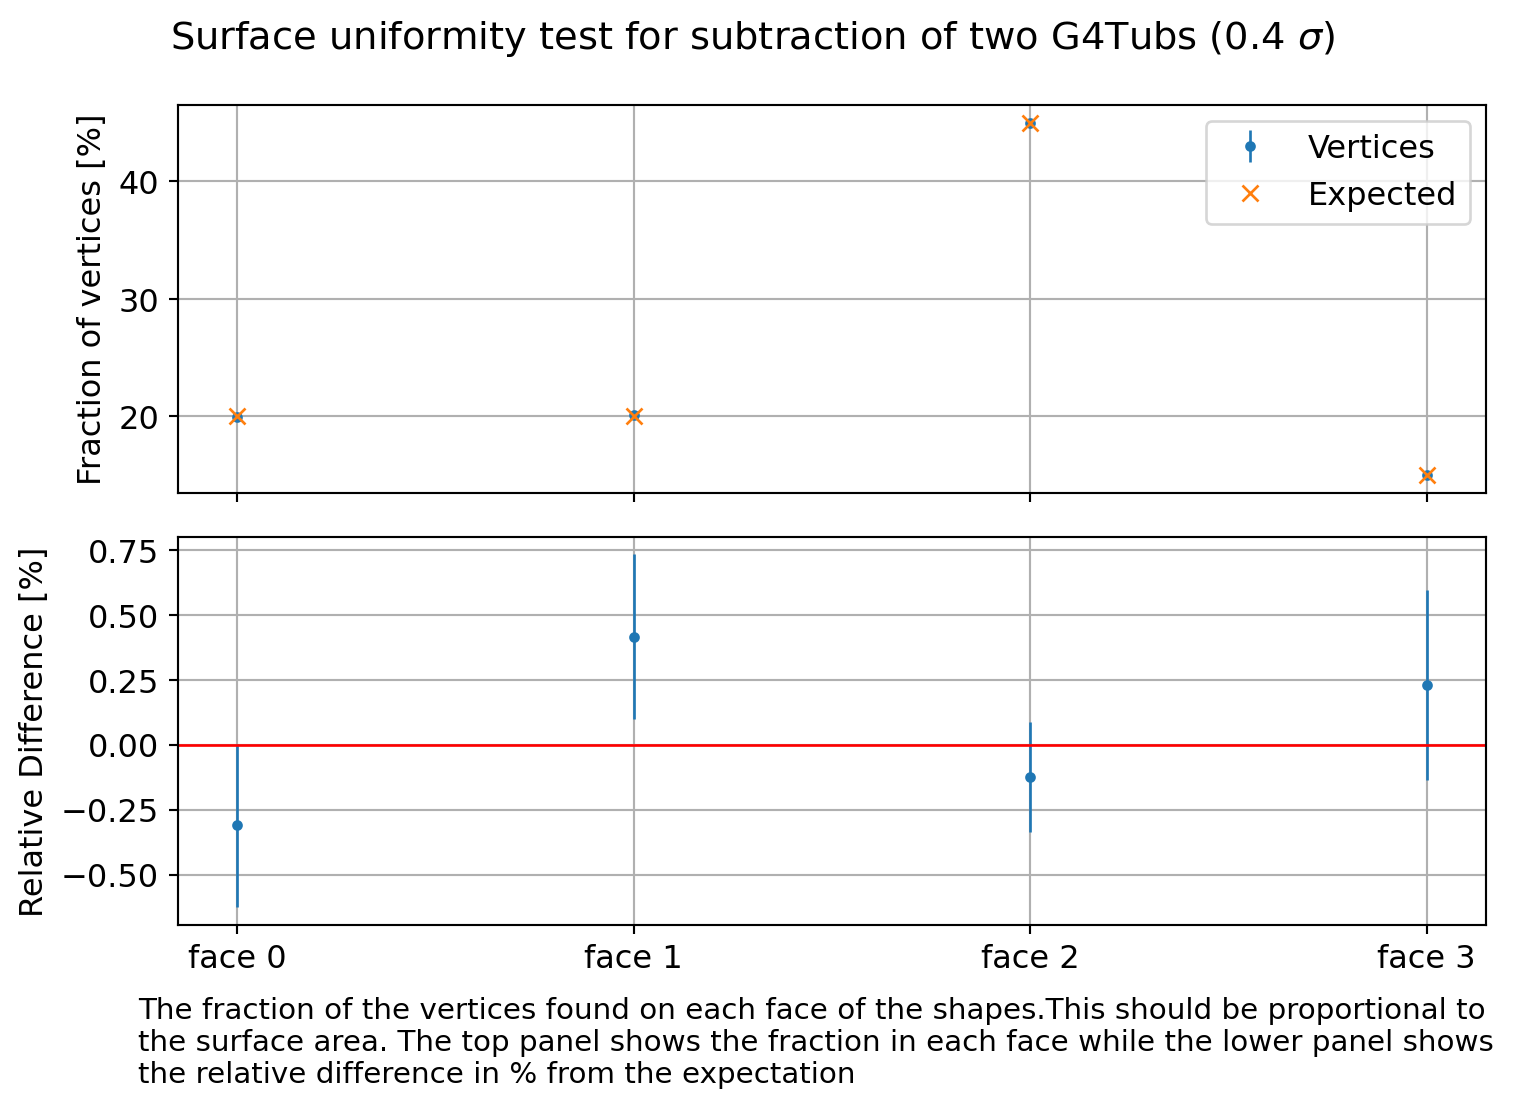 Surface uniformity test for subtraction of two G4Tubs (0.4 σ)
Fraction of vertices [%]
40
30
20
Vertices
Expected
Relative Difference [%]
0.75
0.50
0.25
0.00
−0.25
−0.50
face 0
face 1
face 2
face 3
The fraction of the vertices found on each face of the shapes.This should be proportional to
the surface area. The top panel shows the fraction in each face while the lower panel shows
the relative difference in % from the expectation